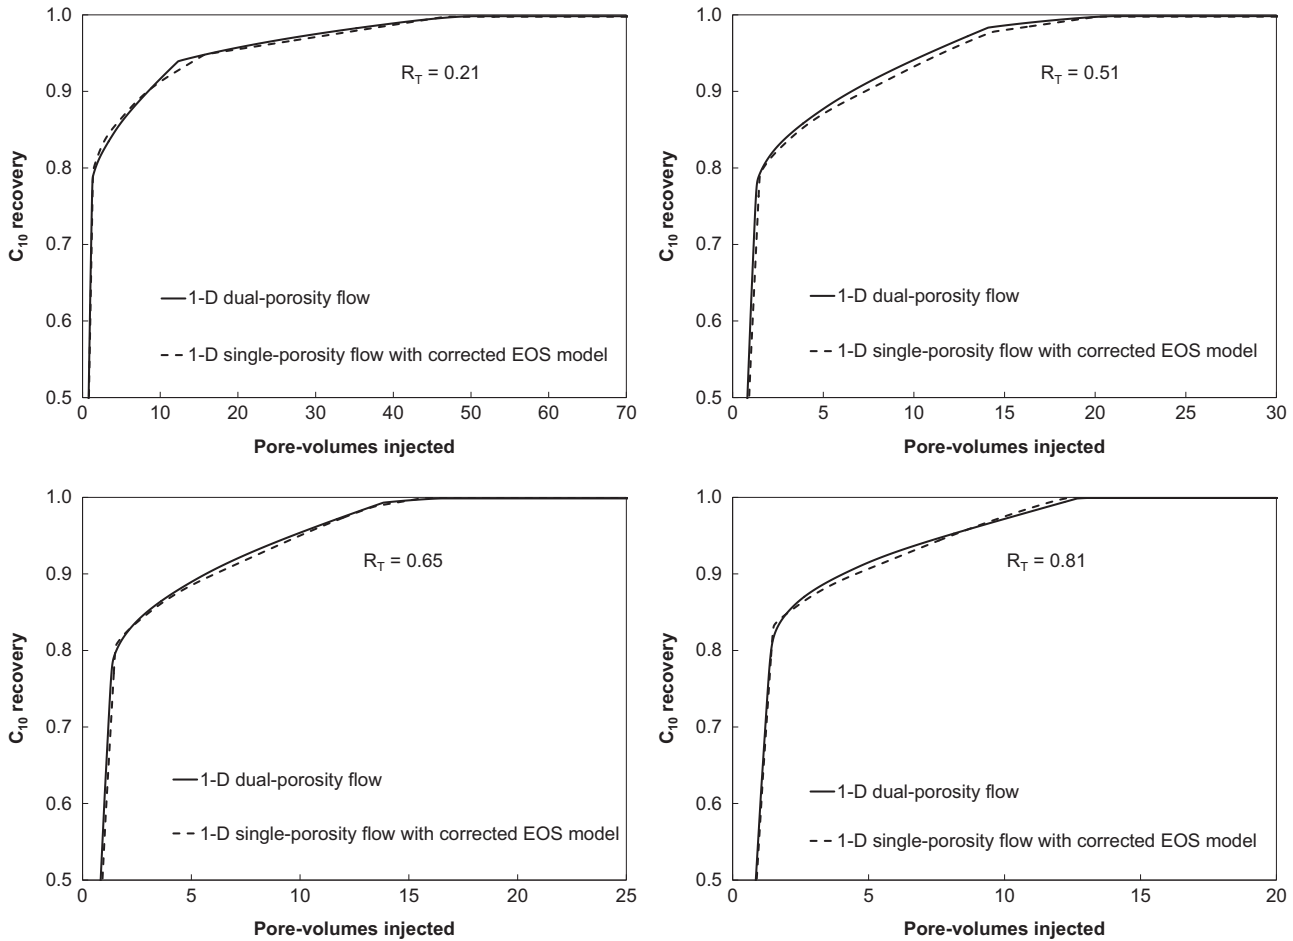 1.0
0.9
0.8
0.7
0.6
0.5
C10 recovery
RT = 0.21
1-D dual-porosity flow
1-D single-porosity flow with corrected EOS model
0 10 20 30 40 50 60 70
Pore-volumes injected
1.0
0.9
0.8
0.7
0.6
0.5
C10 recovery
RT = 0.51
1-D dual-porosity flow
1-D single-porosity flow with corrected EOS model
0 5 10 15 20 25 30
Pore-volumes injected
1.0
0.9
0.8
0.7
0.6
0.5
C10 recovery
RT = 0.65
1-D dual-porosity flow
1-D single-porosity flow with corrected EOS model
0 5 10 15 20 25
Pore-volumes injected
1.0
0.9
0.8
0.7
0.6
0.5
C10 recovery
RT = 0.81
1-D dual-porosity flow
1-D single-porosity flow with corrected EOS model
0 5 10 15 20
Pore-volumes injected